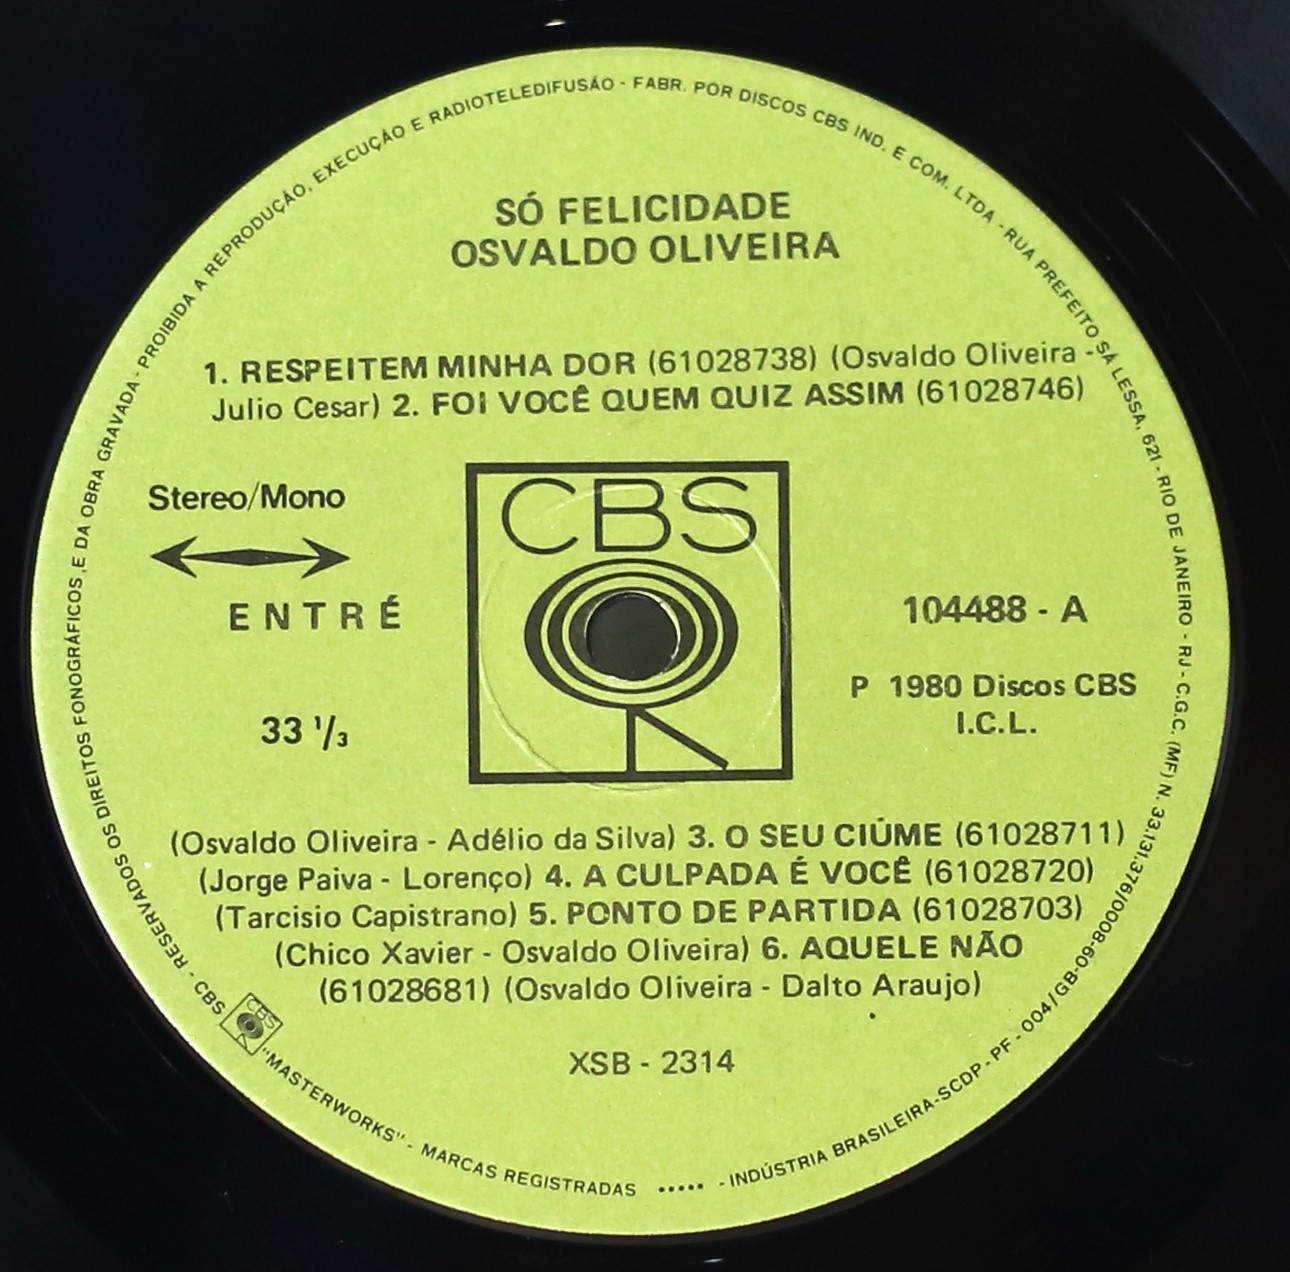 SÓ FELICIDADE
OSVALDO OLIVEIRA
1. RESPEITEM MINHA DOR (61028738) (Osvaldo Oliveira -
Julio Cesar) 2. FOI VOCÊ QUEM QUIZ ASSIM (61028746)
Stereo/Mono
CBS
ENTRÉ
104488 - A
33 1/3
P 1980 Discos CBS
I.C.L.
(Osvaldo Oliveira - Adélio da Silva) 3. O SEU CIÚME (61028711)
(Jorge Paiva - Lorenço) 4. A CULPADA É VOCÊ (61028720)
(Tarcisio Capistrano) 5. PONTO DE PARTIDA (61028703)
(Chico Xavier - Osvaldo Oliveira) 6. AQUELE NÃO
(61028681) (Osvaldo Oliveira - Dalto Araujo)
XSB - 2314
CBS - RESERVADOS OS DIREITOS FONOGRÁFICOS, E DA OBRA GRAVADA - PROIBIDA A REPRODUÇÃO, EXECUÇÃO E RADIOTELEDIFUSÃO - FABR. POR DISCOS CBS IND. E COM. LTDA - RUA PREFEITO SÁ LESSA, 621 - RIO DE JANEIRO - RJ - C.G.C. (MF) N. 33.131.376/0008-09
CBS
"MASTERWORKS" - MARCAS REGISTRADAS ••••• - INDÚSTRIA BRASILEIRA-SCDP-PF - 004/GB